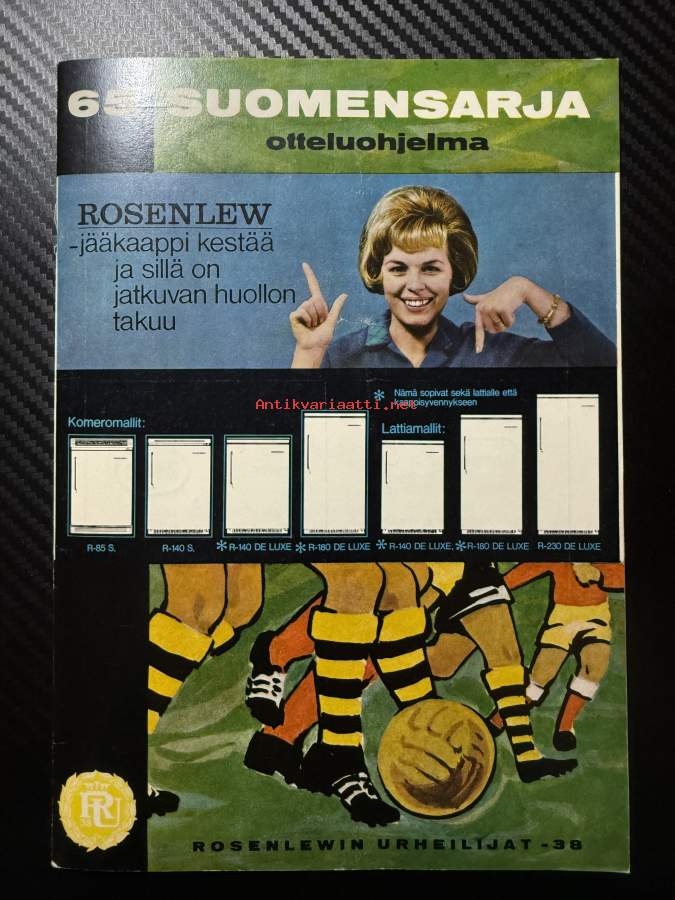 65 SUOMENSARJA
otteluohjelma
ROSENLEW
-jääkaappi kestää
ja sillä on
jatkuvan huollon
takuu
* Nämä sopivat sekä lattialle että
kaappisyvennykseen
Antikvariaatti.net
Komeromallit:
Lattiamallit:
R-85 S.
R-140 S.
* R-140 DE LUXE
* R-180 DE LUXE
* R-140 DE LUXE
* R-180 DE LUXE
R-230 DE LUXE
RU
ROSENLEWIN URHEILIJAT -38